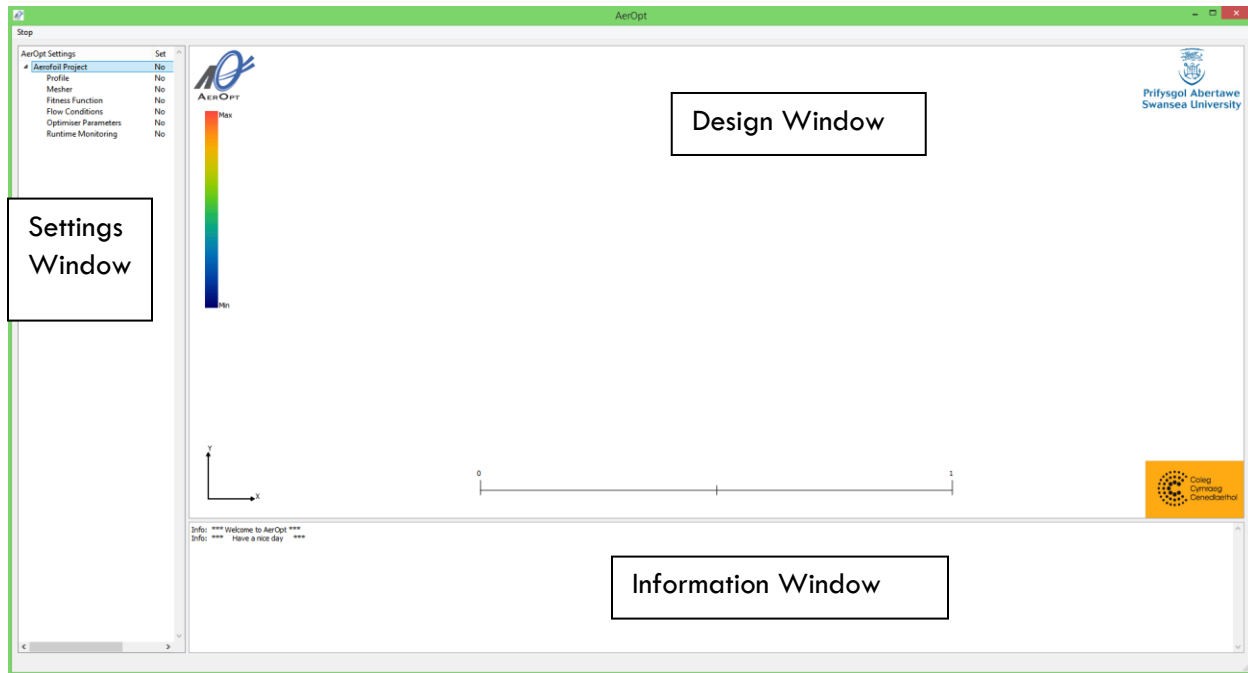 AerOpt
Stop
AerOpt Settings Set
Aerofoil Project No
Profile No
Mesher No
Fitness Function No
Flow Conditions No
Optimiser Parameters No
Runtime Monitoring No
Settings
Window
AEROPT
Max
Min
Design Window
Prifysgol Abertawe
Swansea University
Y
X
0 1
Coleg
Cymraeg
Cenedlaethol
Info: *** Welcome to AerOpt ***
Info: *** Have a nice day ***
Information Window